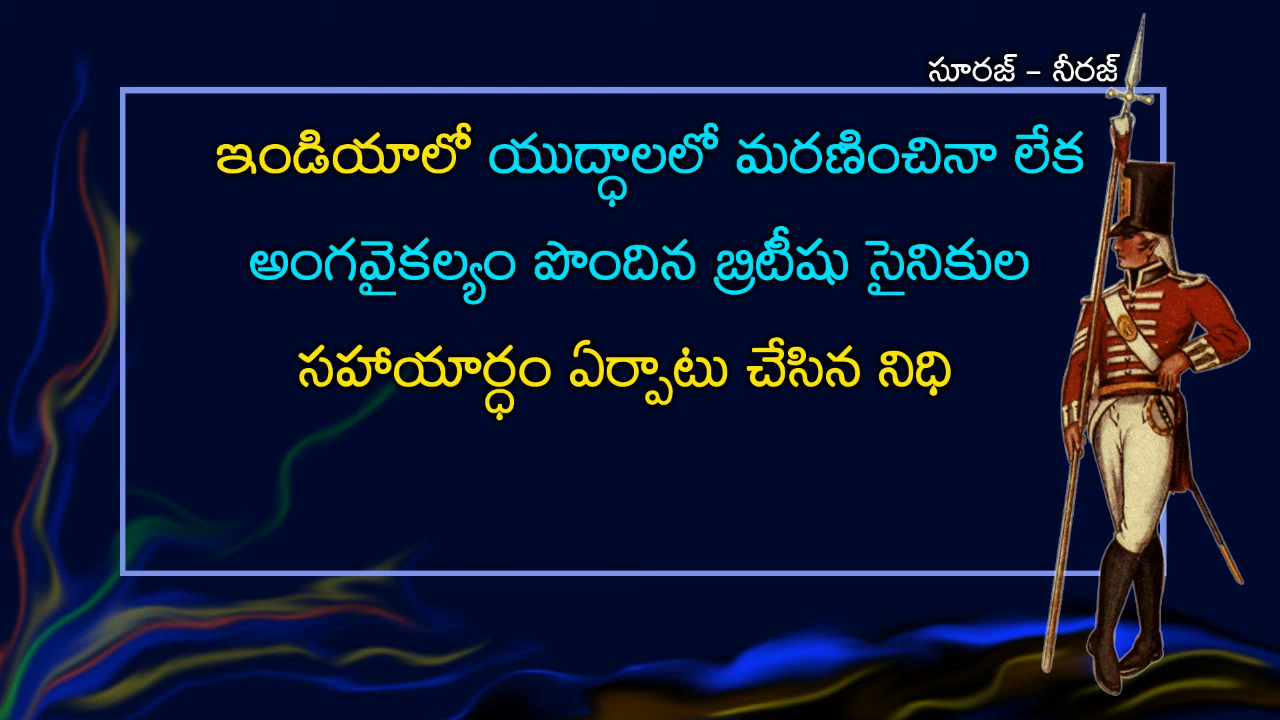 సూరజ్ – నీరజ్
ఇండియాలో యుద్ధాలలో మరణించినా లేక
అంగవైకల్యం పొందిన బ్రిటీషు సైనికుల
సహాయార్ధం ఏర్పాటు చేసిన నిధి